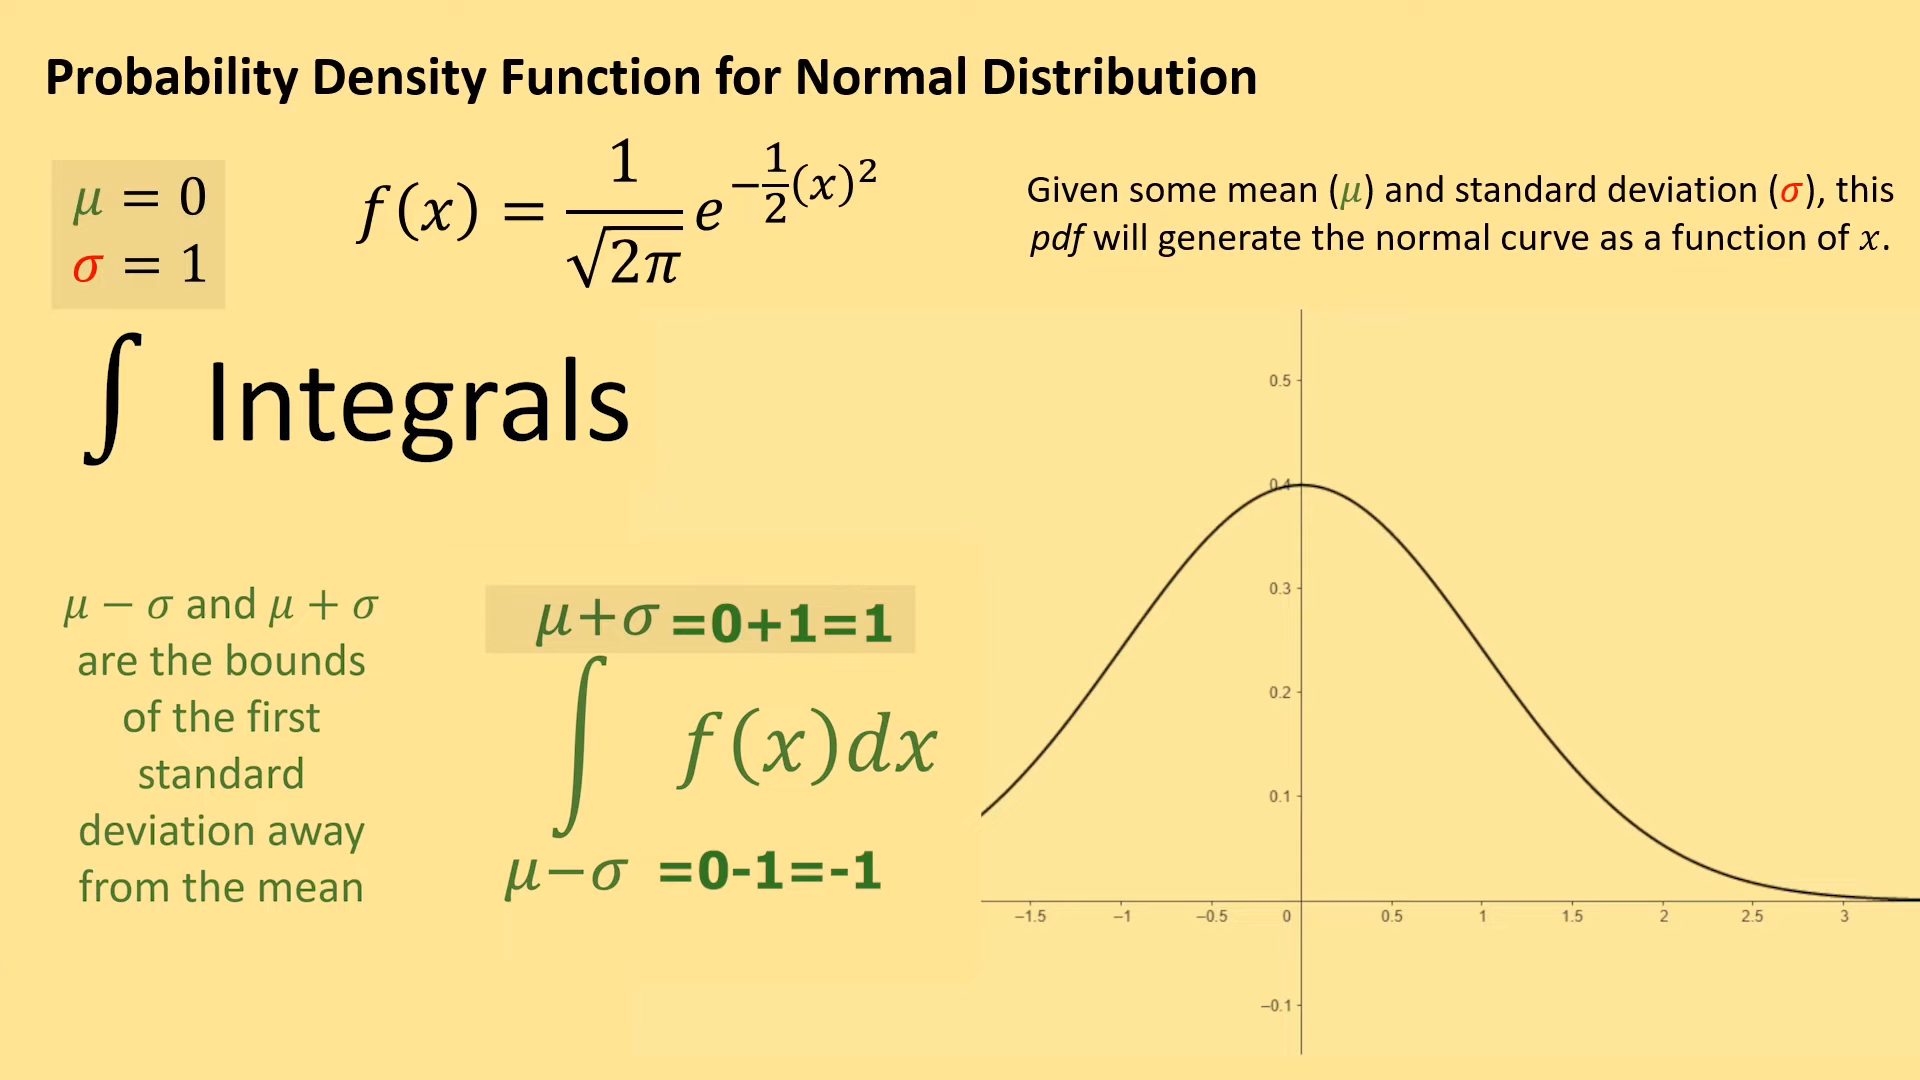 Probability Density Function for Normal Distribution
μ = 0
σ = 1
f(x) = 1/√2π e^−1/2(x)²
Given some mean (μ) and standard deviation (σ), this
pdf will generate the normal curve as a function of x.
∫ Integrals
μ − σ and μ + σ
are the bounds
of the first
standard
deviation away
from the mean
μ+σ =0+1=1
∫ f(x)dx
μ−σ =0-1=-1
0.5
0.4
0.3
0.2
0.1
−1.5 −1 −0.5 0 0.5 1 1.5 2 2.5 3
−0.1